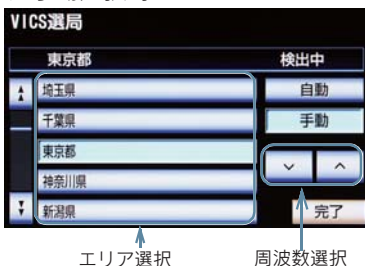 VICS選局
東京都 検出中
埼玉県 自動
千葉県 手動
東京都
神奈川県
新潟県 完了
エリア選択 周波数選択